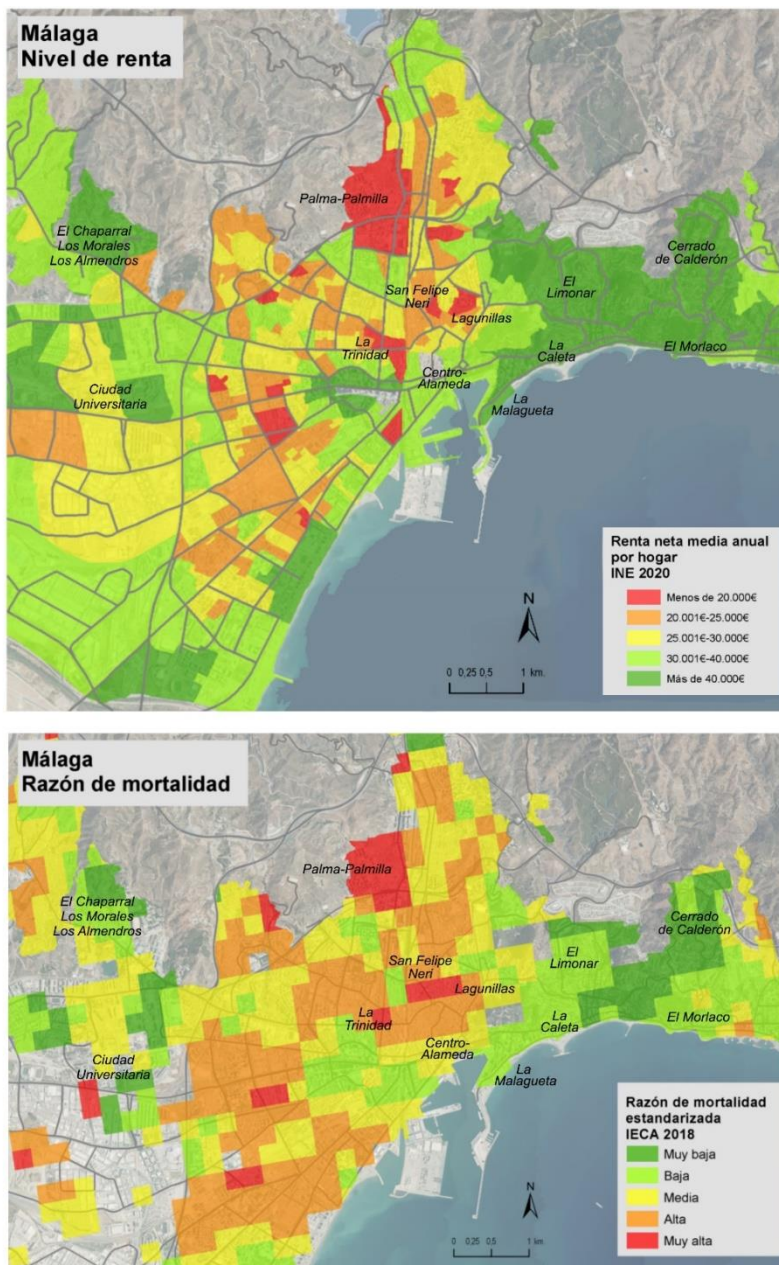 Málaga
Nivel de renta
Palma-Palmilla
El Chaparral
Los Morales
Los Almendros
Cerrado
de Calderón
El
Limonar
San Felipe
Neri
Lagunillas
La
Trinidad
La
Caleta
El Morlaco
Centro-
Alameda
Ciudad
Universitaria
La
Malagueta
Renta neta media anual
por hogar
INE 2020
Menos de 20.000€
20.001€-25.000€
25.001€-30.000€
30.001€-40.000€
Más de 40.000€
N
0 0,25 0,5 1 km.
Málaga
Razón de mortalidad
Palma-Palmilla
El Chaparral
Los Morales
Los Almendros
Cerrado
de Calderón
El
Limonar
San Felipe
Neri
Lagunillas
La
Trinidad
La
Caleta
El Morlaco
Centro-
Alameda
Ciudad
Universitaria
La
Malagueta
Razón de mortalidad
estandarizada
IECA 2018
Muy baja
Baja
Media
Alta
Muy alta
N
0 0,25 0,5 1 km.